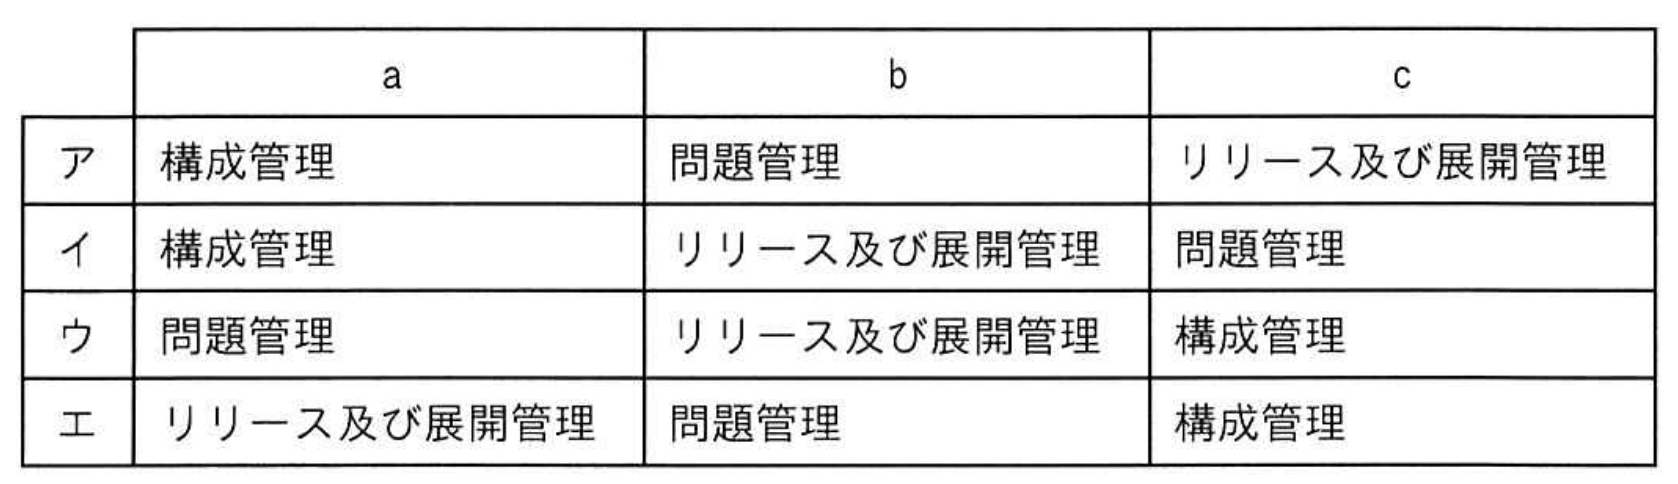 a b c
ア 構成管理 問題管理 リリース及び展開管理
イ 構成管理 リリース及び展開管理 問題管理
ウ 問題管理 リリース及び展開管理 構成管理
エ リリース及び展開管理 問題管理 構成管理